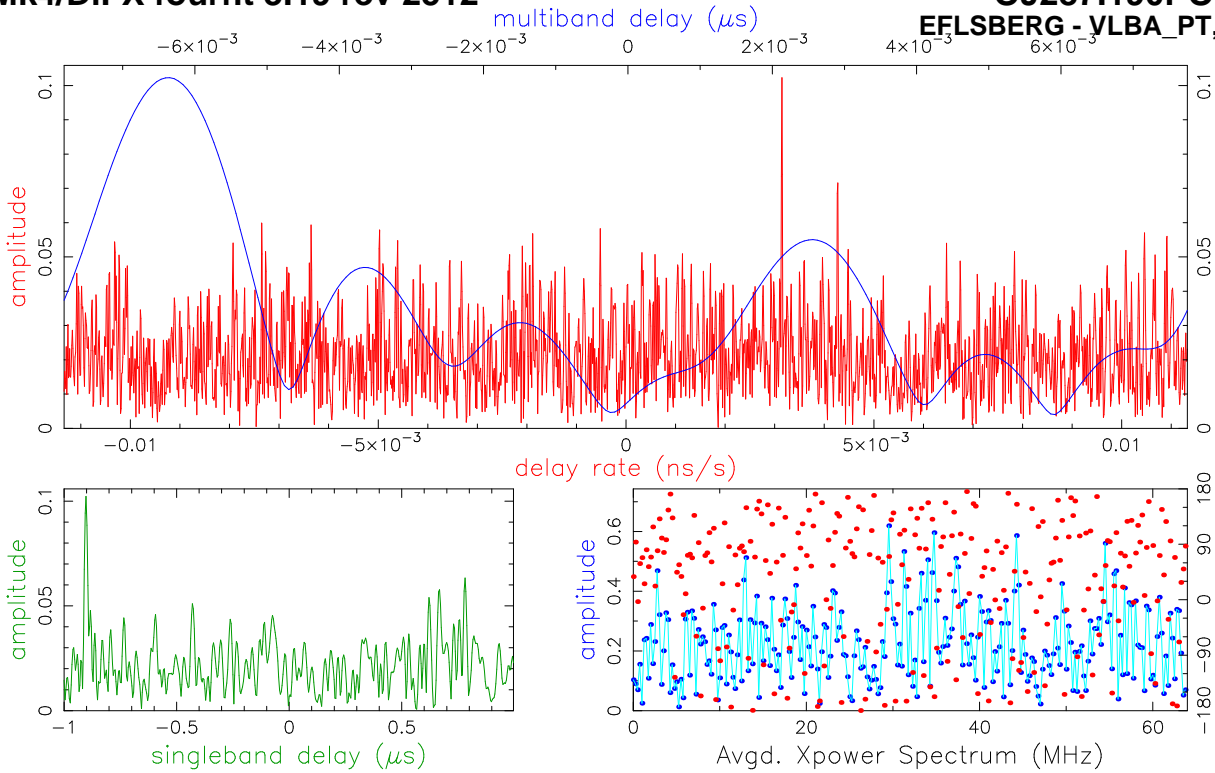 multiband delay (μs)
EFLSBERG - VLBA_PT,
−6×10⁻³ −4×10⁻³ −2×10⁻³ 0 2×10⁻³ 4×10⁻³ 6×10⁻³
0.1 0.1
amplitude
0.05 0.05
0 0
−0.01 −5×10⁻³ 0 5×10⁻³ 0.01
delay rate (ns/s)
0.1
amplitude
0.05
0
−1 −0.5 0 0.5
singleband delay (μs)
180
0.6
90
amplitude
0.4
0
0.2
−90
0
−180
0 20 40 60
Avgd. Xpower Spectrum (MHz)